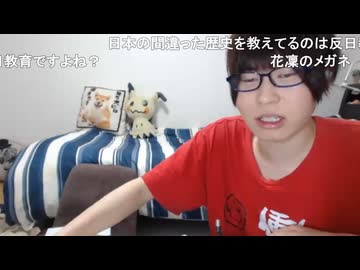 日本の間違った歴史を教えてるのは反日
教育ですよね？
花凜のメガネ